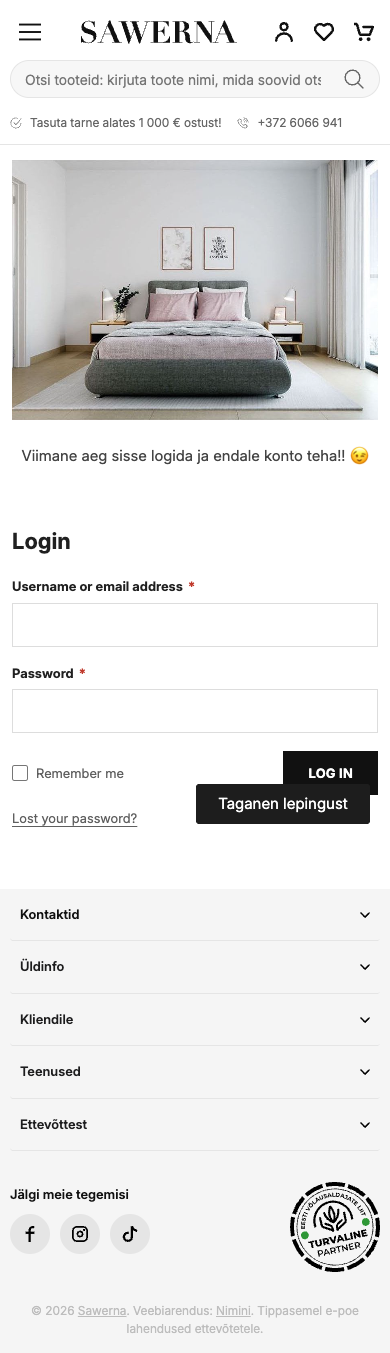 SAWERNA
Otsi tooteid: kirjuta toote nimi, mida soovid ots
Tasuta tarne alates 1 000 € ostust!
+372 6066 941
Viimane aeg sisse logida ja endale konto teha!! 😉
Login
Username or email address *
Password *
Remember me
LOG IN
Taganen lepingust
Lost your password?
Kontaktid
Üldinfo
Kliendile
Teenused
Ettevõttest
Jälgi meie tegemisi
EESTI VÕLAUSALDAJATE LIIT
TURVALINE
PARTNER
© 2026 Sawerna. Veebiarendus: Nimini. Tippasemel e-poe
lahendused ettevõtetele.